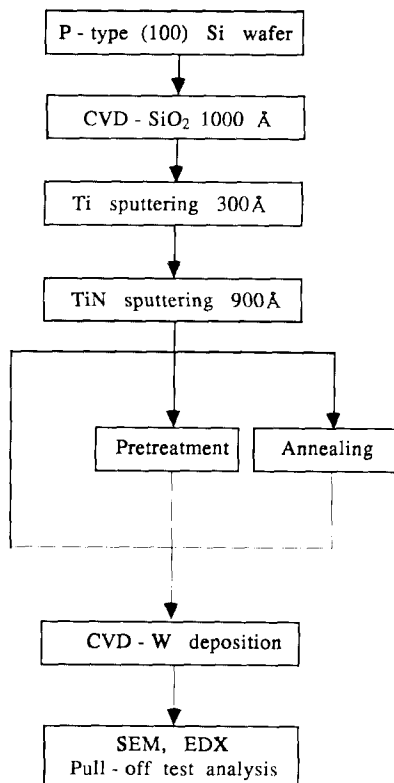 P - type (100) Si wafer
CVD - SiO₂ 1000 Å
Ti sputtering 300Å
TiN sputtering 900Å
Pretreatment
Annealing
CVD - W deposition
SEM, EDX
Pull - off test analysis